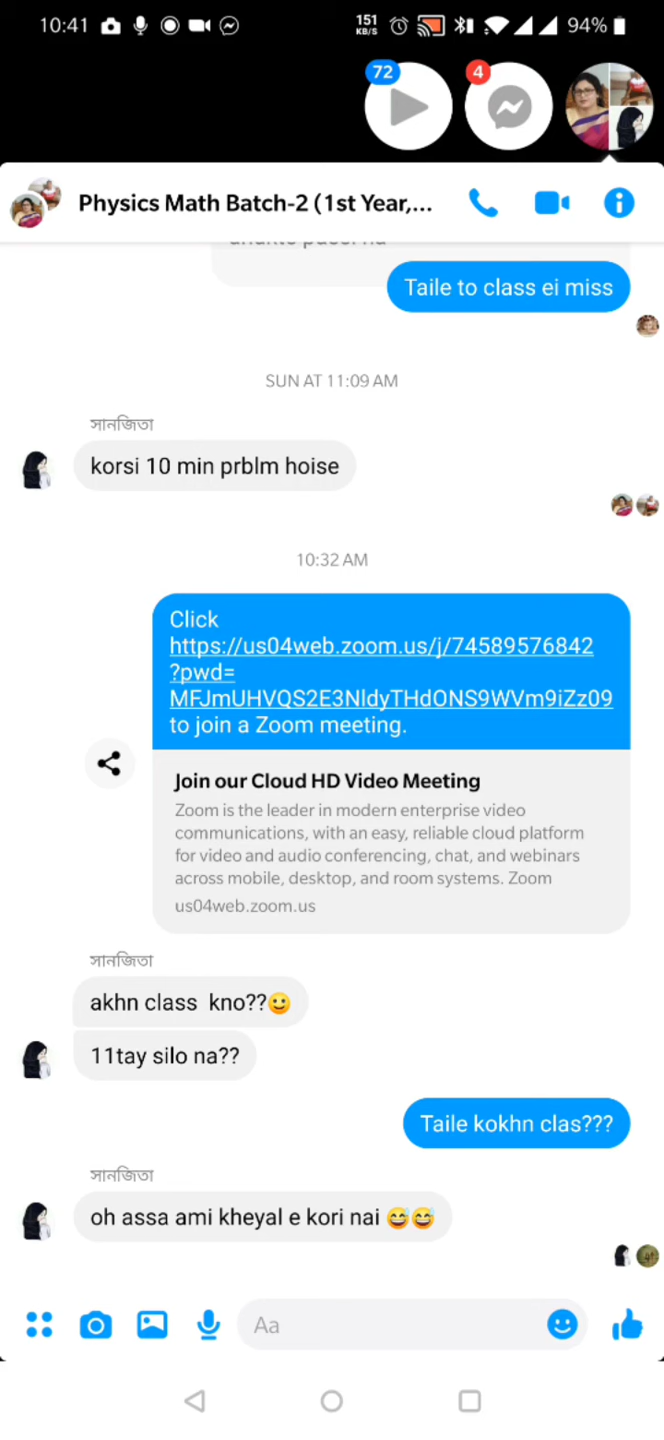 10:41
151
KB/S
94%
72
4
Physics Math Batch-2 (1st Year,...
Taile to class ei miss
SUN AT 11:09 AM
সানজিতা
korsi 10 min prblm hoise
10:32 AM
Click
https://us04web.zoom.us/j/74589576842
?pwd=
MFJmUHVQS2E3NldyTHdONS9WVm9iZz09
to join a Zoom meeting.
Join our Cloud HD Video Meeting
Zoom is the leader in modern enterprise video
communications, with an easy, reliable cloud platform
for video and audio conferencing, chat, and webinars
across mobile, desktop, and room systems. Zoom
us04web.zoom.us
সানজিতা
akhn class kno??🙂
11tay silo na??
Taile kokhn clas???
সানজিতা
oh assa ami kheyal e kori nai 😅😅
Aa